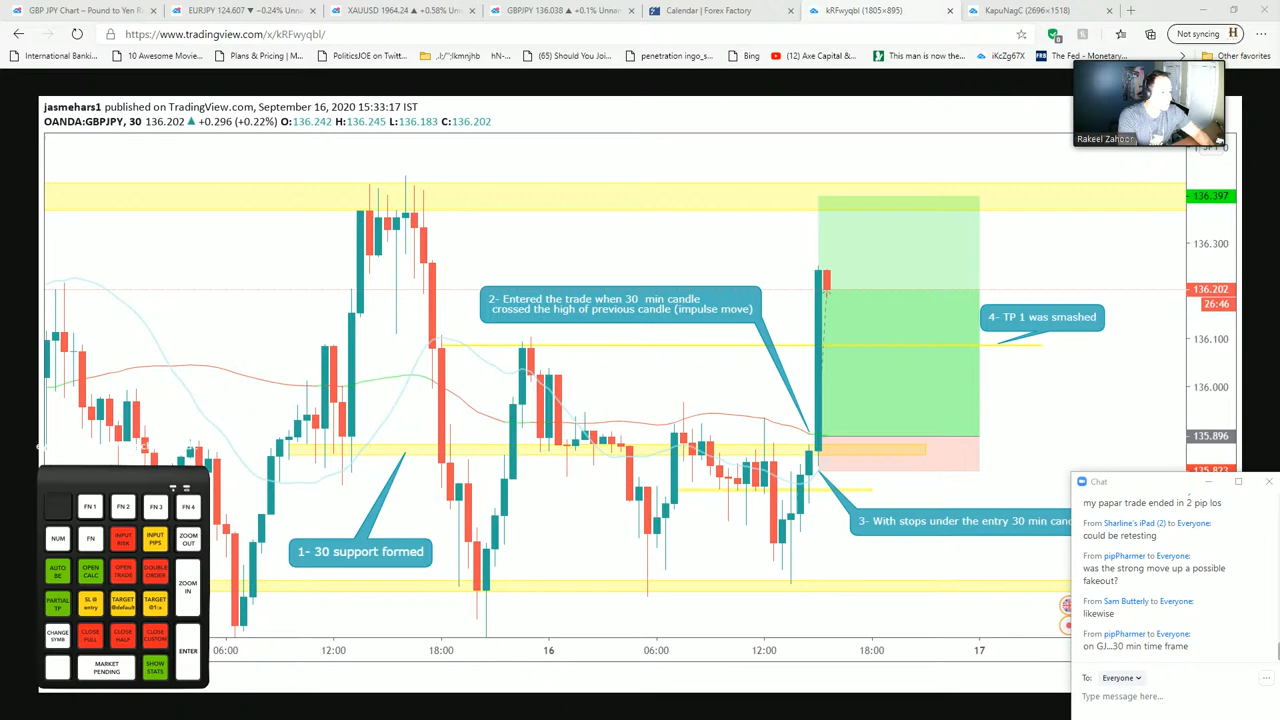 GBP JPY Chart – Pound to Yen R
EURJPY 124.607 ▼ −0.24% Unna
XAUUSD 1964.24 ▲ +0.58% Unn
GBPJPY 136.038 ▲ +0.1% Unnan
Calendar | Forex Factory
kRFwyqbl (1805×895)
KapuNagC (2696×1518)
https://www.tradingview.com/x/kRFwyqbl/
Not syncing
International Banki...
10 Awesome Movie...
Plans & Pricing | M...
PoliticsJOE on Twitt...
hN-...
(65) Should You Joi...
penetration ingo_s...
Bing
(12) Axe Capital &...
This man is now the...
iKcZg67X
The Fed - Monetar...
Other favorites
Rakeel Zahoor
jasmehars1 published on TradingView.com, September 16, 2020 15:33:17 IST
OANDA:GBPJPY, 30 136.202 ▲ +0.296 (+0.22%) O:136.242 H:136.245 L:136.183 C:136.202
136.397
136.300
136.202
26:46
136.100
136.000
135.896
135.823
2- Entered the trade when 30 min candle
crossed the high of previous candle (impulse move)
4- TP 1 was smashed
3- With stops under the entry 30 min can
1- 30 support formed
06:00
12:00
18:00
16
06:00
12:00
18:00
17
FN 1
FN 2
FN 3
FN 4
NUM
FN
INPUT RISK
INPUT PIPS
ZOOM OUT
AUTO BE
OPEN CALC
OPEN TRADE
DOUBLE ORDER
ZOOM IN
PARTIAL TP
SL @ entry
TARGET @default
TARGET @1:x
CHANGE SYMB
CLOSE FULL
CLOSE HALF
CLOSE CUSTOM
ENTER
MARKET PENDING
SHOW STATS
Chat
my papar trade ended in 2 pip los
From Sharline's iPad (2) to Everyone:
could be retesting
From pipPharmer to Everyone:
was the strong move up a possible
fakeout?
From Sam Butterly to Everyone:
likewise
From pipPharmer to Everyone:
on GJ...30 min time frame
To: Everyone
Type message here...